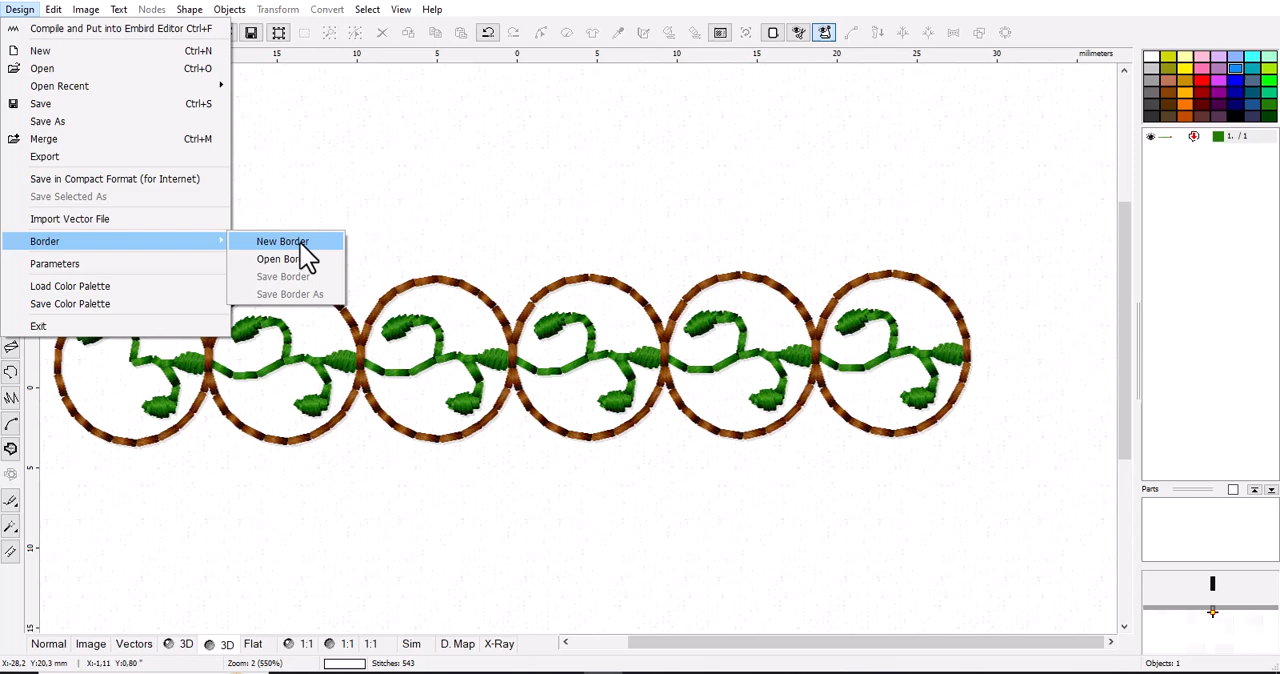 Design Edit Image Text Nodes Shape Objects Transform Convert Select View Help
Compile and Put into Embird Editor Ctrl+F
New Ctrl+N
Open Ctrl+O
Open Recent
Save Ctrl+S
Save As
Merge Ctrl+M
Export
Save in Compact Format (for Internet)
Save Selected As
Import Vector File
Border
Parameters
Load Color Palette
Save Color Palette
Exit
New Border
Open
Save Border
Save Border As
15 10 5 0 5 10 15 20 25 30 milimeters
0
5
10
15
1. / 1
Parts
Normal Image Vectors 3D 3D Flat 1:1 1:1 1:1 Sim D. Map X-Ray
X:-28,2 Y:20,3 mm X:-1,11 Y:0,80 ° Zoom: 2 (550%) Stitches: 543 Objects: 1